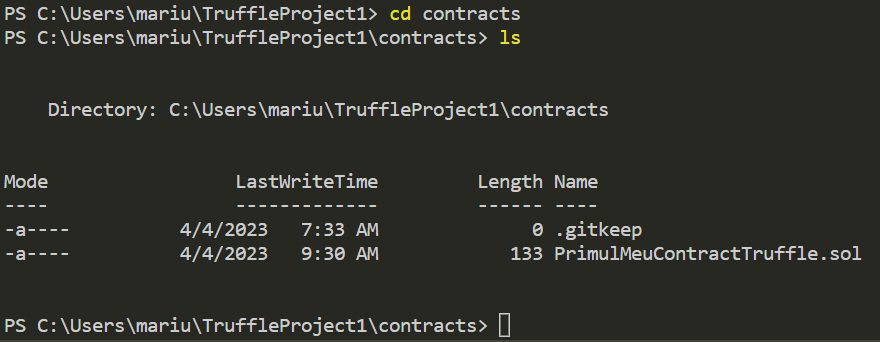 PS C:\Users\mariu\TruffleProject1> cd contracts
PS C:\Users\mariu\TruffleProject1\contracts> ls
Directory: C:\Users\mariu\TruffleProject1\contracts
Mode LastWriteTime Length Name
---- ------------- ------ ----
-a---- 4/4/2023 7:33 AM 0 .gitkeep
-a---- 4/4/2023 9:30 AM 133 PrimulMeuContractTruffle.sol
PS C:\Users\mariu\TruffleProject1\contracts>